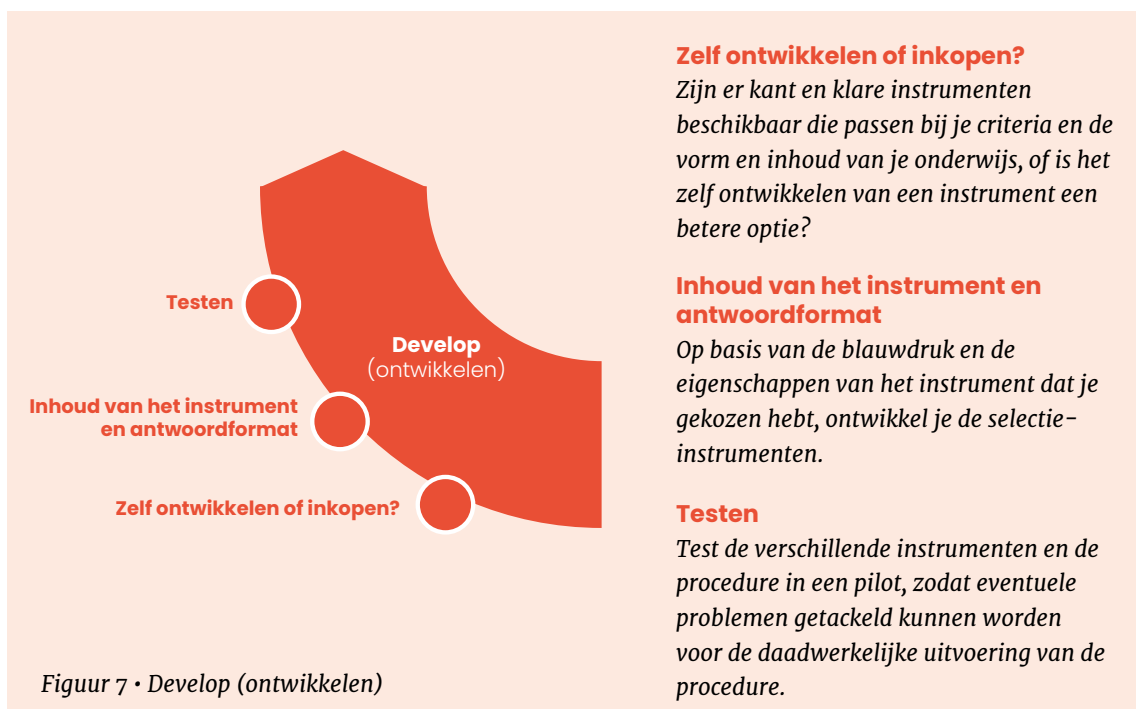 Testen
Develop
(ontwikkelen)
Inhoud van het instrument
en antwoordformat
Zelf ontwikkelen of inkopen?
Figuur 7 • Develop (ontwikkelen)
Zelf ontwikkelen of inkopen?
Zijn er kant en klare instrumenten
beschikbaar die passen bij je criteria en de
vorm en inhoud van je onderwijs, of is het
zelf ontwikkelen van een instrument een
betere optie?
Inhoud van het instrument en
antwoordformat
Op basis van de blauwdruk en de
eigenschappen van het instrument dat je
gekozen hebt, ontwikkel je de selectie-
instrumenten.
Testen
Test de verschillende instrumenten en de
procedure in een pilot, zodat eventuele
problemen getackeld kunnen worden
voor de daadwerkelijke uitvoering van de
procedure.